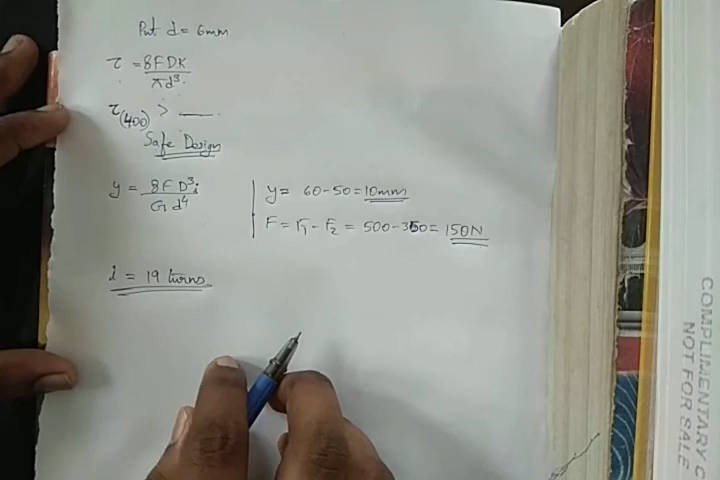 Put d = 6mm
τ = 8FDK / πd³
τ(400) > ___
Safe Design
y = 8FD³i / Gd⁴
y = 60-50 = 10mm
F = F₁ - F₂ = 500-350 = 150N
i = 19 turns
COMPLIMENTARY C
NOT FOR SALE